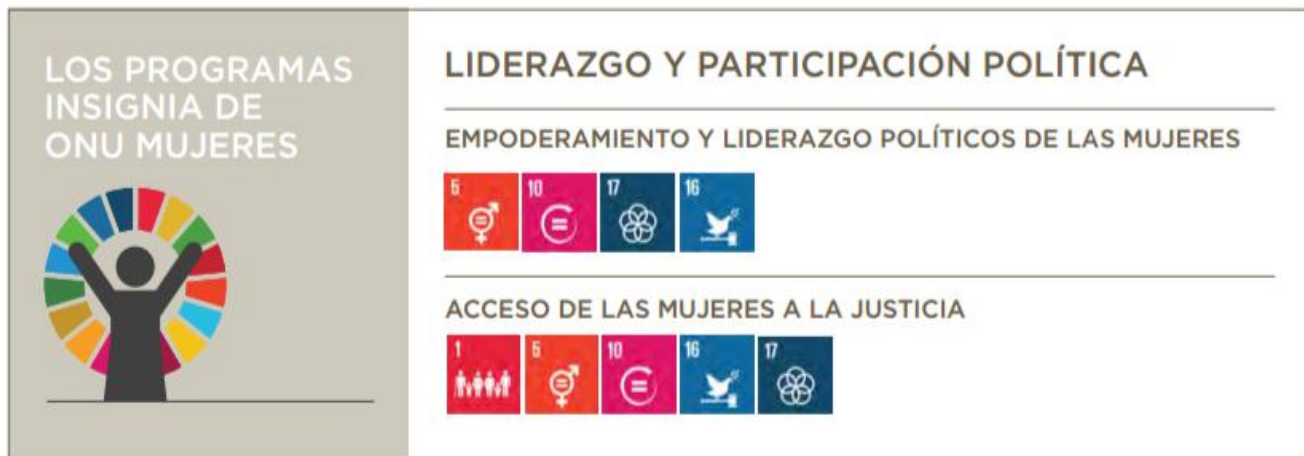 LOS PROGRAMAS
INSIGNIA DE
ONU MUJERES
LIDERAZGO Y PARTICIPACIÓN POLÍTICA
EMPODERAMIENTO Y LIDERAZGO POLÍTICOS DE LAS MUJERES
5 10 17 16
ACCESO DE LAS MUJERES A LA JUSTICIA
1 5 10 16 17